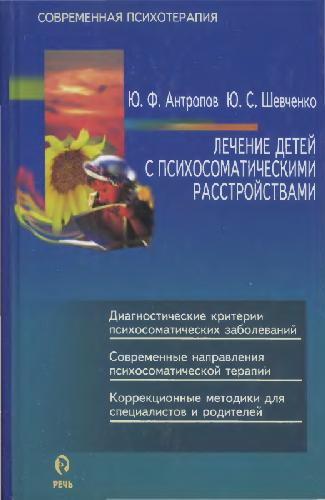 СОВРЕМЕННАЯ ПСИХОТЕРАПИЯ
Ю. Ф. Антропов Ю. С. Шевченко
ЛЕЧЕНИЕ ДЕТЕЙ
С ПСИХОСОМАТИЧЕСКИМИ
РАССТРОЙСТВАМИ
Диагностические критерии
психосоматических заболеваний
Современные направления
психосоматической терапии
Коррекционные методики для
специалистов и родителей
РЕЧЬ